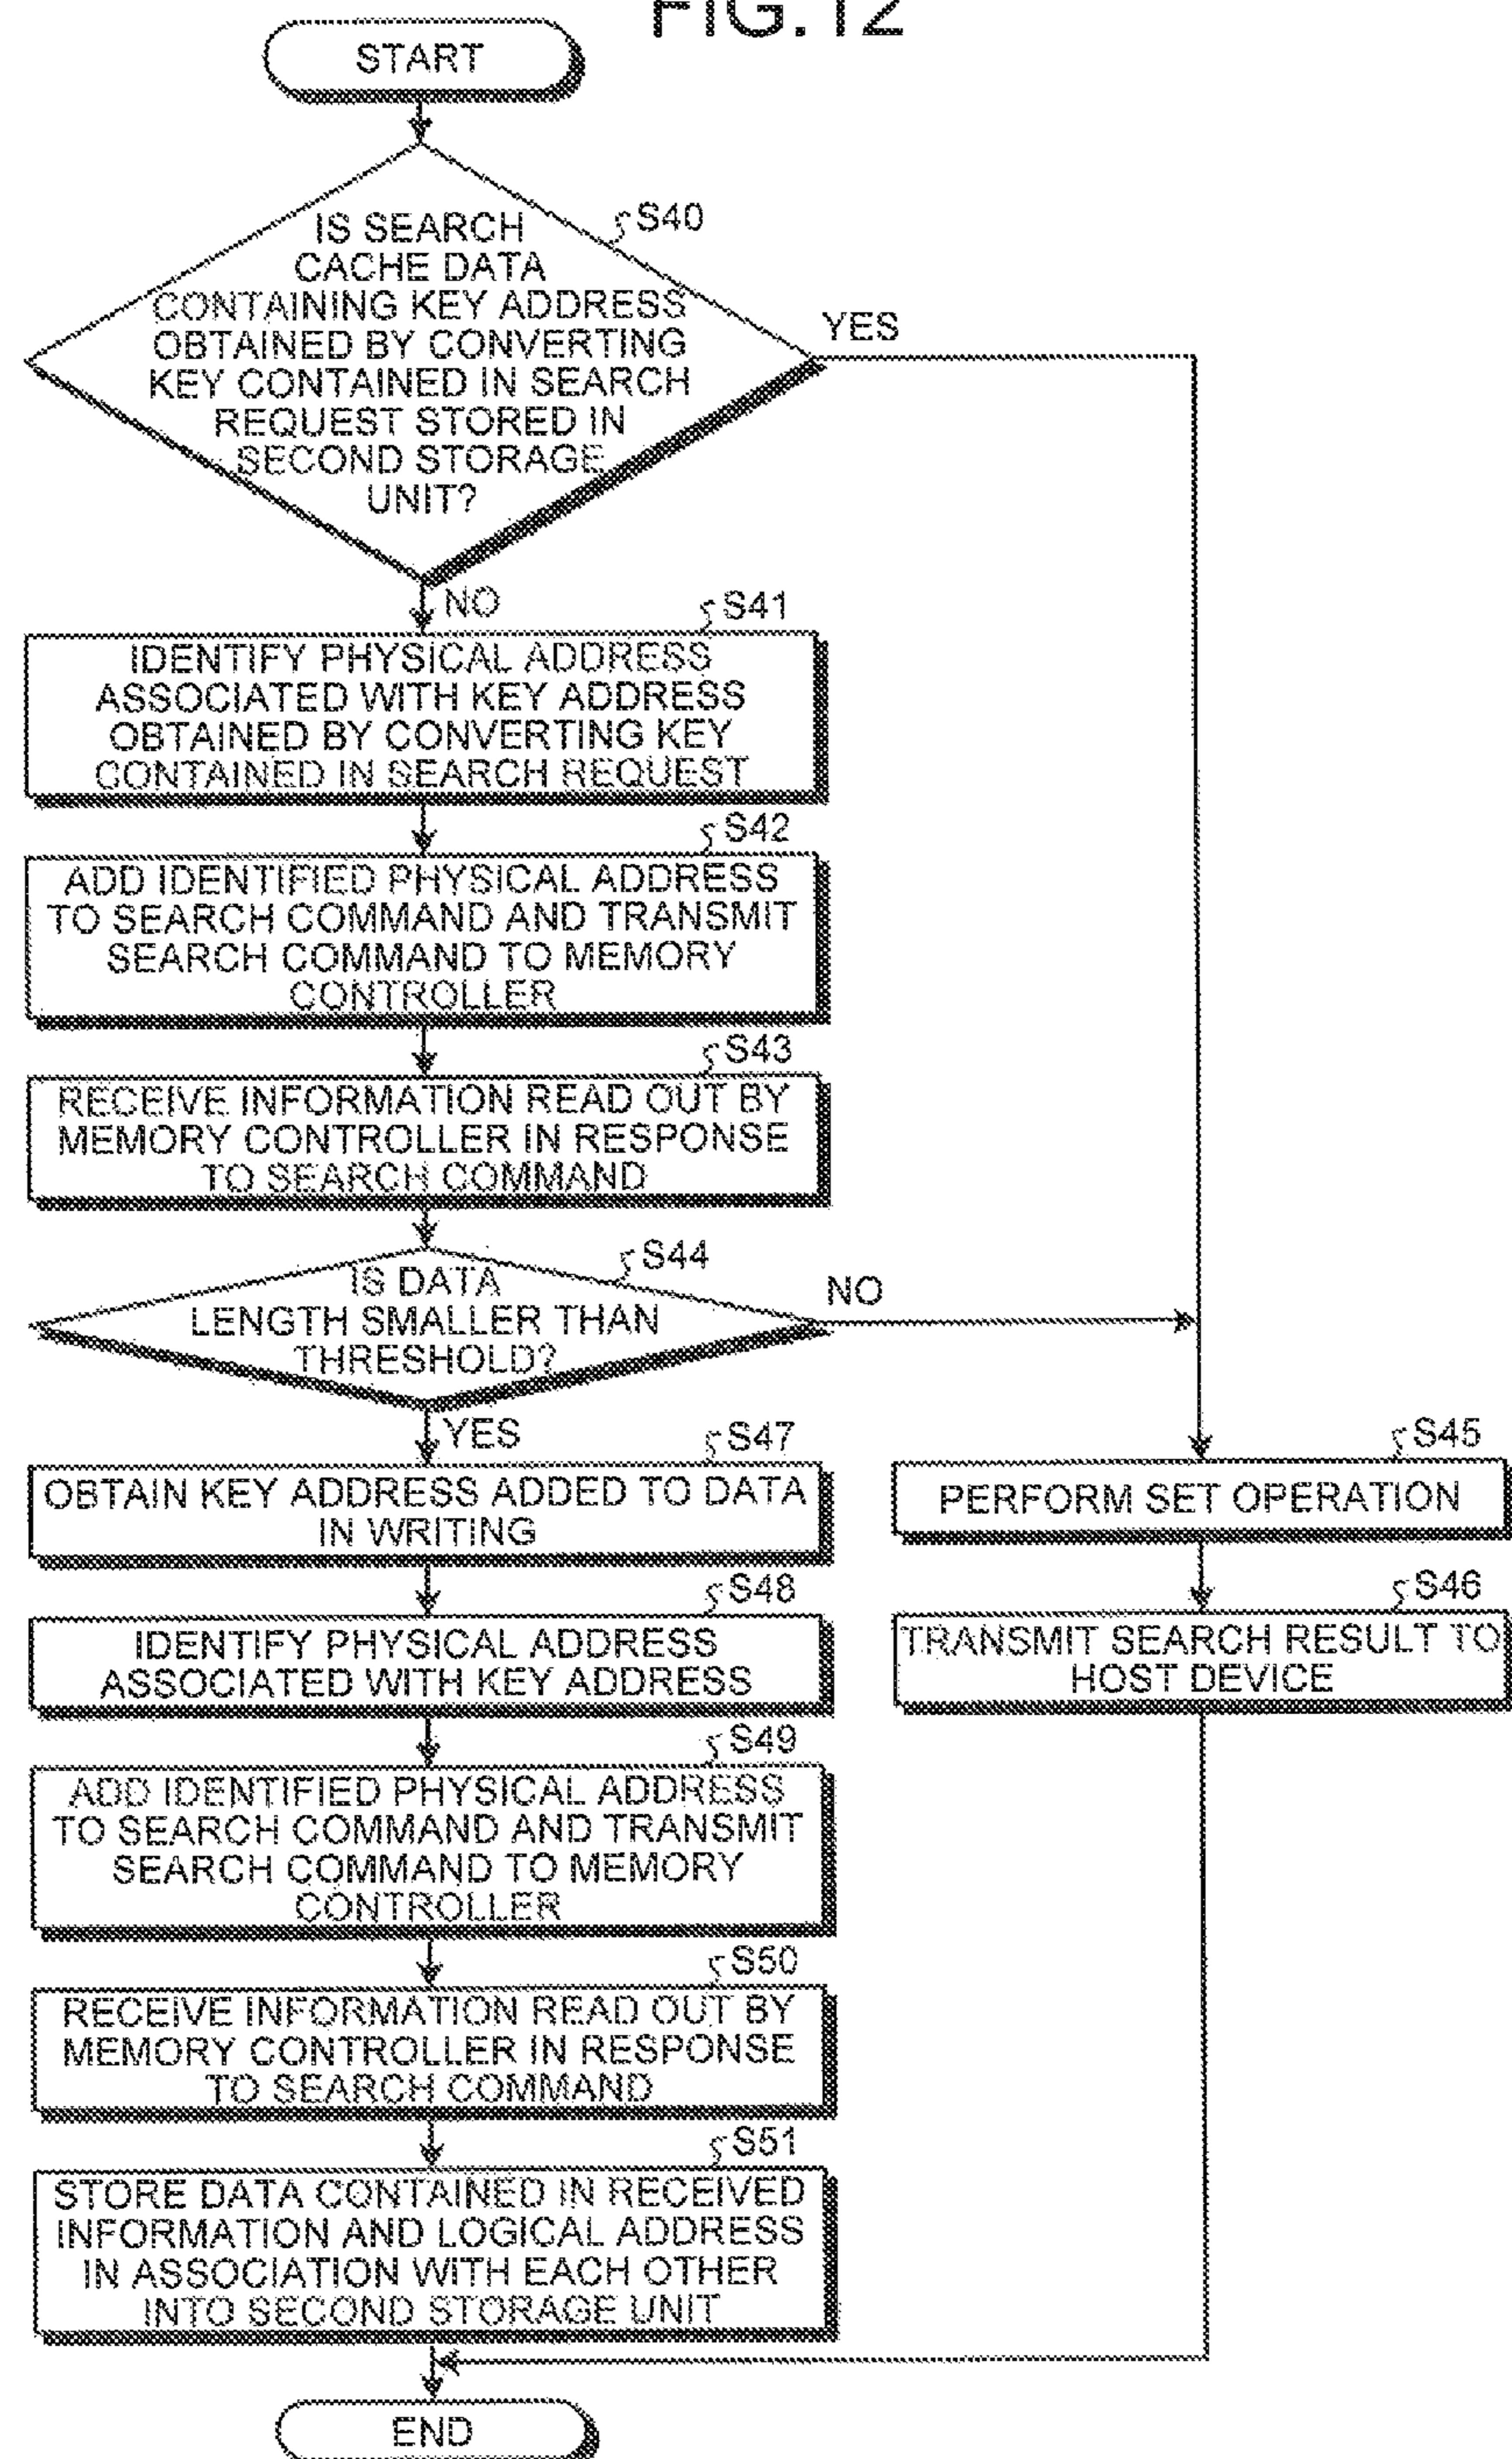 FIG.12
START
S40
IS SEARCH
CACHE DATA
CONTAINING KEY ADDRESS
OBTAINED BY CONVERTING
KEY CONTAINED IN SEARCH
REQUEST STORED IN
SECOND STORAGE
UNIT?
YES
NO
S41
IDENTIFY PHYSICAL ADDRESS
ASSOCIATED WITH KEY ADDRESS
OBTAINED BY CONVERTING KEY
CONTAINED IN SEARCH REQUEST
S42
ADD IDENTIFIED PHYSICAL ADDRESS
TO SEARCH COMMAND AND TRANSMIT
SEARCH COMMAND TO MEMORY
CONTROLLER
S43
RECEIVE INFORMATION READ OUT BY
MEMORY CONTROLLER IN RESPONSE
TO SEARCH COMMAND
S44
IS DATA
LENGTH SMALLER THAN
THRESHOLD?
NO
YES
S47
OBTAIN KEY ADDRESS ADDED TO DATA
IN WRITING
S45
PERFORM SET OPERATION
S48
IDENTIFY PHYSICAL ADDRESS
ASSOCIATED WITH KEY ADDRESS
S46
TRANSMIT SEARCH RESULT TO
HOST DEVICE
S49
ADD IDENTIFIED PHYSICAL ADDRESS
TO SEARCH COMMAND AND TRANSMIT
SEARCH COMMAND TO MEMORY
CONTROLLER
S50
RECEIVE INFORMATION READ OUT BY
MEMORY CONTROLLER IN RESPONSE
TO SEARCH COMMAND
S51
STORE DATA CONTAINED IN RECEIVED
INFORMATION AND LOGICAL ADDRESS
IN ASSOCIATION WITH EACH OTHER
INTO SECOND STORAGE UNIT
END